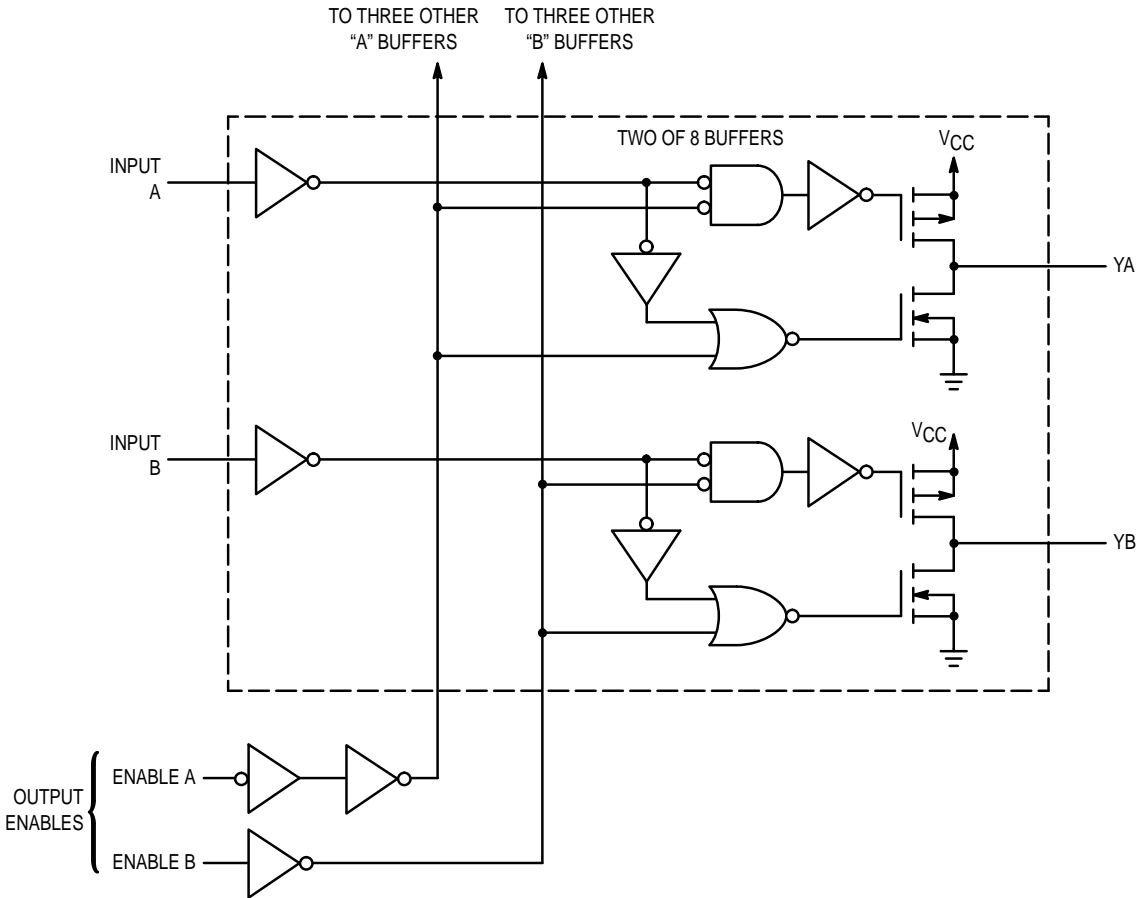 TO THREE OTHER
“A” BUFFERS
TO THREE OTHER
“B” BUFFERS
TWO OF 8 BUFFERS
INPUT
A
VCC
YA
INPUT
B
VCC
YB
OUTPUT
ENABLES
ENABLE A
ENABLE B